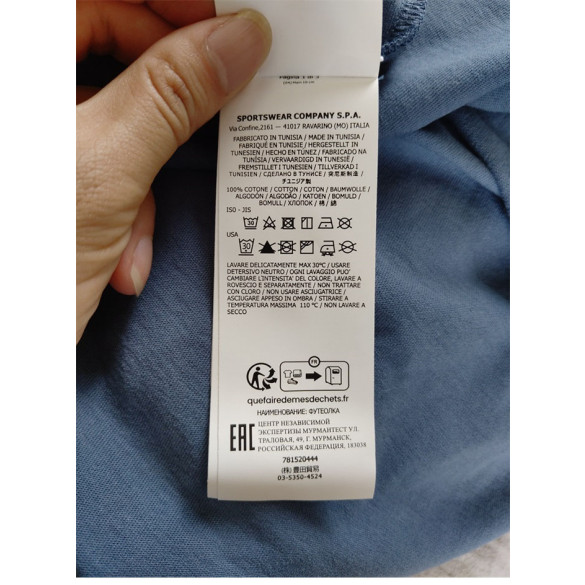 SPORTSWEAR COMPANY S.P.A.
Via Confine,2161 — 41017 RAVARINO (MO) ITALIA
FABBRICATO IN TUNISIA / MADE IN TUNISIA /
FABRIQUÉ EN TUNISIE / HERGESTELLT IN
TUNESIEN / HECHO EN TÚNEZ / FABRICADO NA
TUNÍSIA / VERVAARDIGD IN TUNESIË /
FREMSTILLET I TUNESIEN / TILLVERKAD I
TUNISIEN / СДЕЛАНО В ТУНИСЕ / 突尼斯制造 /
チュニジア製
100% COTONE / COTTON / COTON / BAUMWOLLE /
ALGODÓN / ALGODÃO / KATOEN / BOMULD /
BOMULL / ХЛОПОК / 棉 / 綿
ISO - JIS
30
USA
30
LAVARE DELICATAMENTE MAX 30°C / USARE
DETERSIVO NEUTRO / OGNI LAVAGGIO PUO'
CAMBIARE L'INTENSITA' DEL COLORE, LAVARE A
ROVESCIO E SEPARATAMENTE / NON TRATTARE
CON CLORO / NON USARE ASCIUGATRICE /
ASCIUGARE APPESO IN OMBRA / STIRARE A
TEMPERATURA MASSIMA 110 °C / NON LAVARE A
SECCO
FR
quefairedemesdechets.fr
НАИМЕНОВАНИЕ: ФУТБОЛКА
EAC
ЦЕНТР НЕЗАВИСИМОЙ
ЭКСПЕРТИЗЫ МУРМАНТЕСТ УЛ.
ТРАЛОВАЯ, 49, Г. МУРМАНСК,
РОССИЙСКАЯ ФЕДЕРАЦИЯ, 183038
781520444
(株) 豊田貿易
03-5350-4524